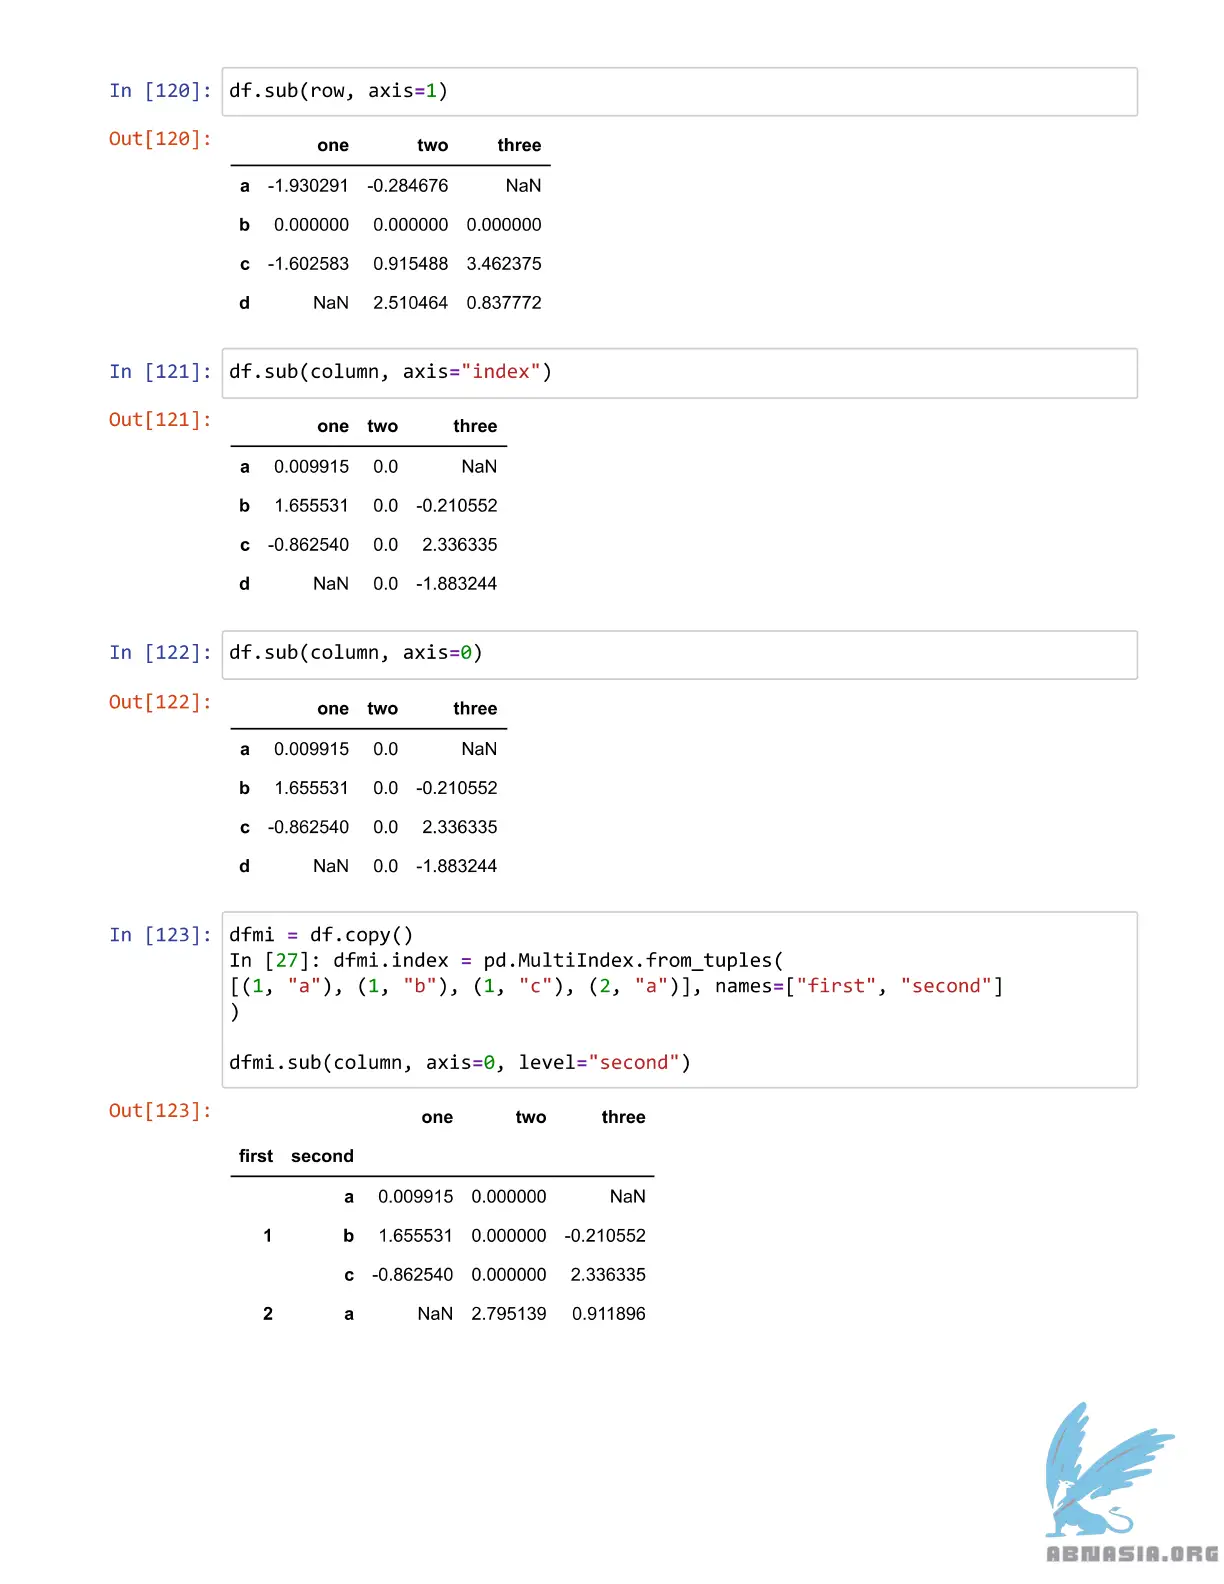 In [120]: df.sub(row, axis=1)
Out[120]:
one two three
a -1.930291 -0.284676 NaN
b 0.000000 0.000000 0.000000
c -1.602583 0.915488 3.462375
d NaN 2.510464 0.837772
In [121]: df.sub(column, axis="index")
Out[121]:
one two three
a 0.009915 0.0 NaN
b 1.655531 0.0 -0.210552
c -0.862540 0.0 2.336335
d NaN 0.0 -1.883244
In [122]: df.sub(column, axis=0)
Out[122]:
one two three
a 0.009915 0.0 NaN
b 1.655531 0.0 -0.210552
c -0.862540 0.0 2.336335
d NaN 0.0 -1.883244
In [123]: dfmi = df.copy()
In [27]: dfmi.index = pd.MultiIndex.from_tuples(
[(1, "a"), (1, "b"), (1, "c"), (2, "a")], names=["first", "second"]
)
dfmi.sub(column, axis=0, level="second")
Out[123]:
one two three
first second
a 0.009915 0.000000 NaN
1 b 1.655531 0.000000 -0.210552
c -0.862540 0.000000 2.336335
2 a NaN 2.795139 0.911896
ABNASIA.ORG